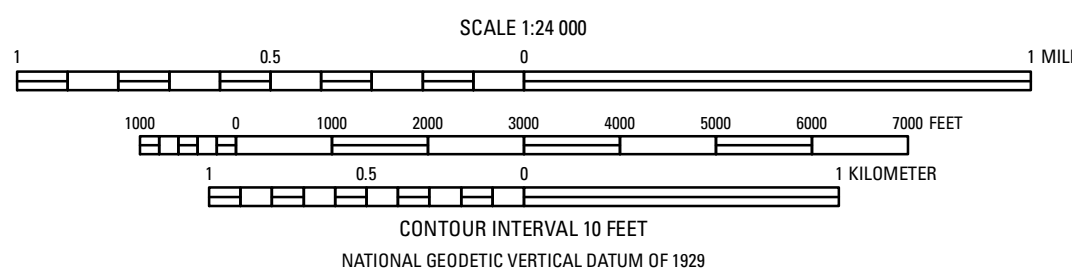 SCALE 1:24 000
1 0.5 0 1 MILE
1000 0 1000 2000 3000 4000 5000 6000 7000 FEET
1 0.5 0 1 KILOMETER
CONTOUR INTERVAL 10 FEET
NATIONAL GEODETIC VERTICAL DATUM OF 1929